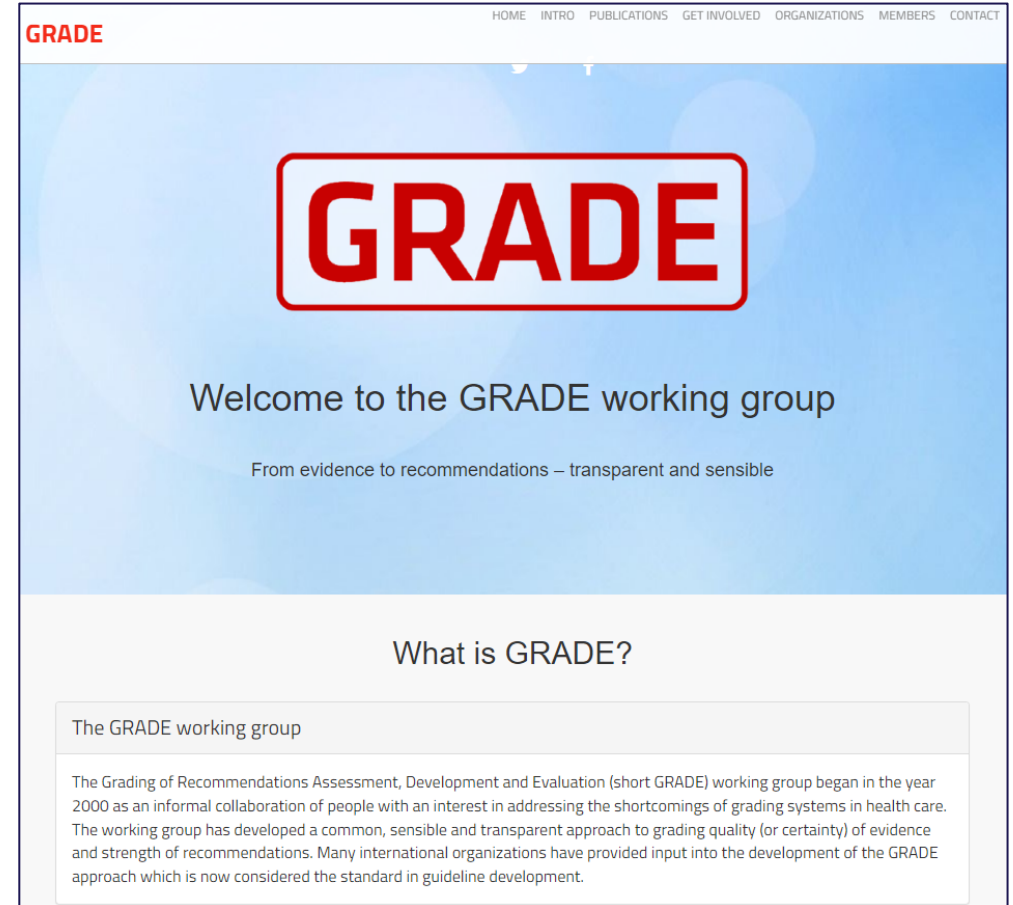 HOME INTRO PUBLICATIONS GET INVOLVED ORGANIZATIONS MEMBERS CONTACT
GRADE
GRADE
Welcome to the GRADE working group
From evidence to recommendations – transparent and sensible
What is GRADE?
The GRADE working group
The Grading of Recommendations Assessment, Development and Evaluation (short GRADE) working group began in the year
2000 as an informal collaboration of people with an interest in addressing the shortcomings of grading systems in health care.
The working group has developed a common, sensible and transparent approach to grading quality (or certainty) of evidence
and strength of recommendations. Many international organizations have provided input into the development of the GRADE
approach which is now considered the standard in guideline development.